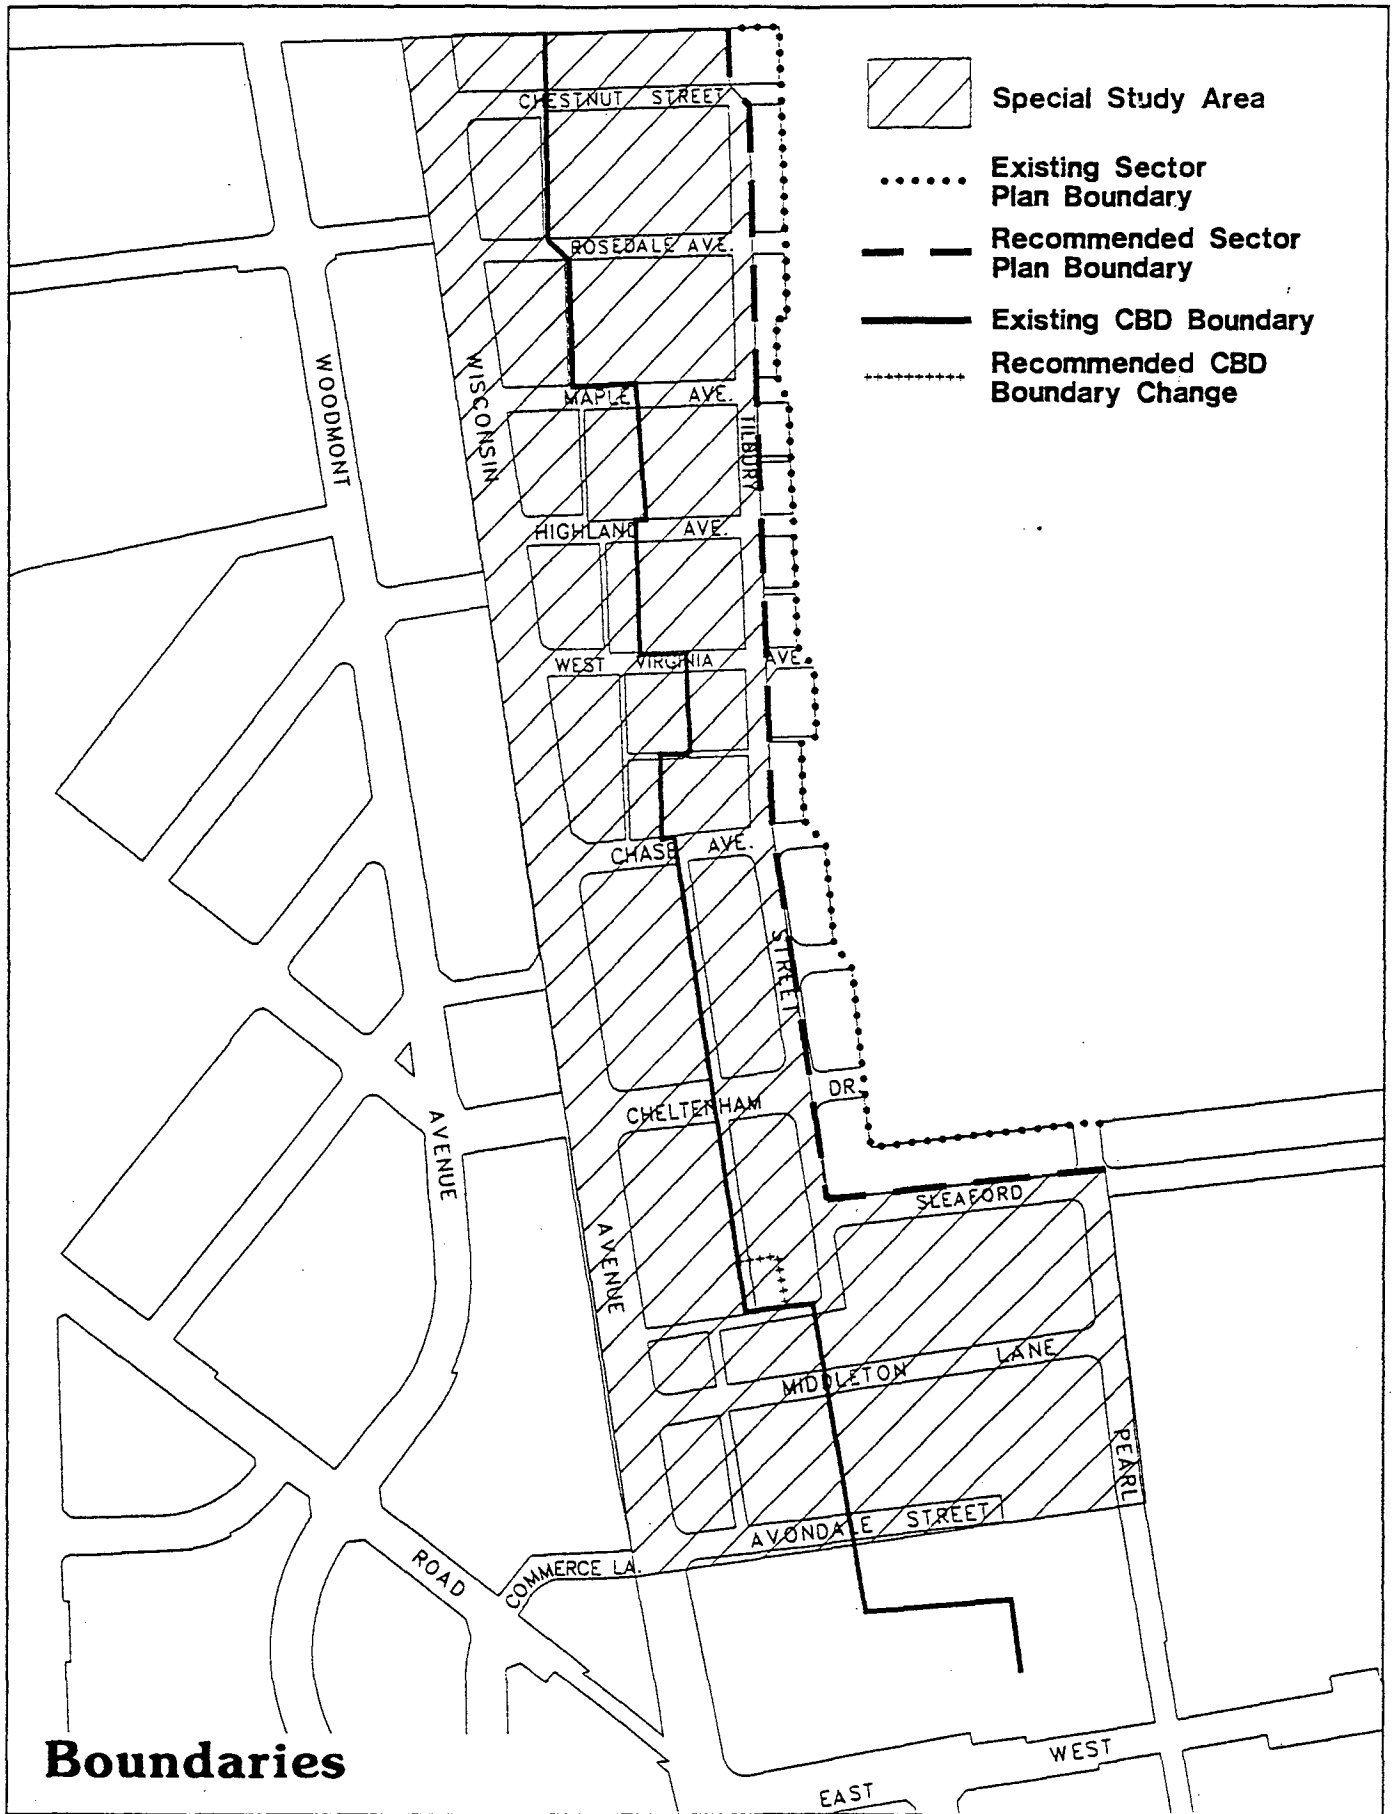 Special Study Area
Existing Sector
Plan Boundary
Recommended Sector
Plan Boundary
Existing CBD Boundary
Recommended CBD
Boundary Change
CHESTNUT STREET
ROSEDALE AVE.
WOODMONT
WISCONSIN
MAPLE AVE.
TILBURY
HIGHLAND AVE.
WEST VIRGINIA AVE.
CHASE AVE.
STREET
CHELTENHAM DR.
AVENUE
SLEAFORD
AVENUE
MIDDLETON LANE
PEARL
AVONDALE STREET
ROAD
COMMERCE LA.
Boundaries
EAST WEST